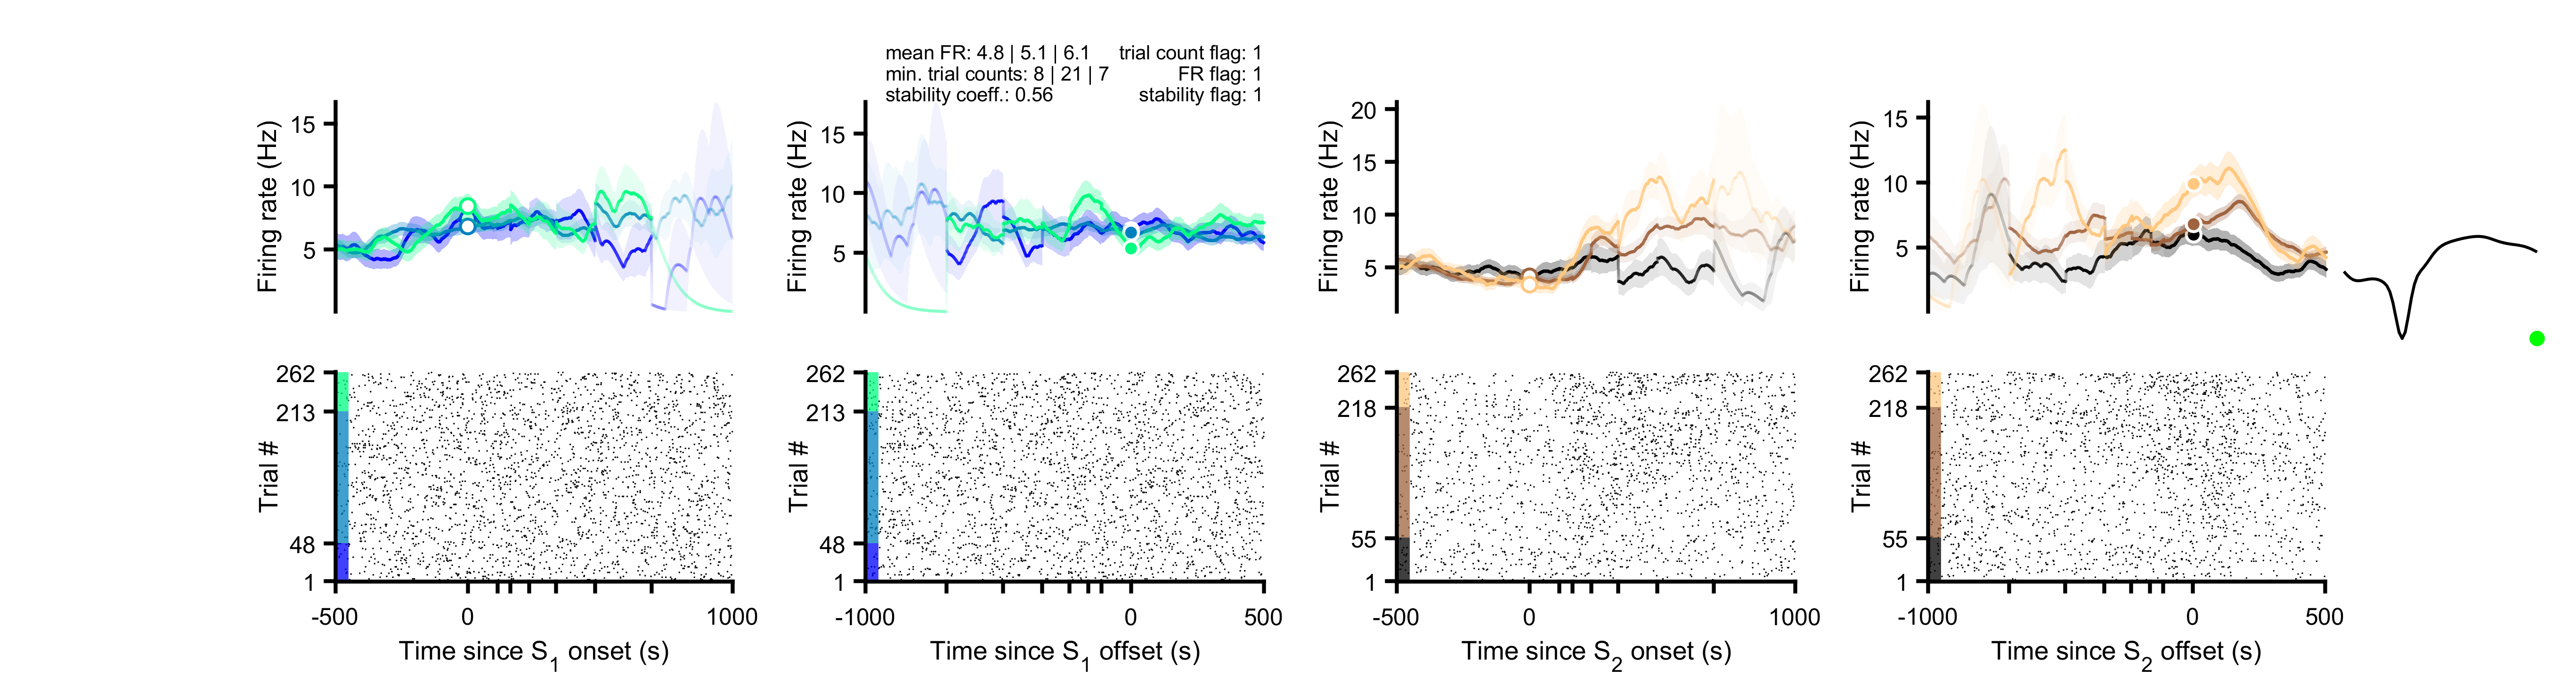 mean FR: 4.8 | 5.1 | 6.1 trial count flag: 1
min. trial counts: 8 | 21 | 7 FR flag: 1
stability coeff.: 0.56 stability flag: 1
Firing rate (Hz)
15
10
5
Firing rate (Hz)
15
10
5
Firing rate (Hz)
20
15
10
5
Firing rate (Hz)
15
10
5
Trial #
262
213
48
1
-500 0 1000
Time since S1 onset (s)
Trial #
262
213
48
1
-1000 0 500
Time since S1 offset (s)
Trial #
262
218
55
1
-500 0 1000
Time since S2 onset (s)
Trial #
262
218
55
1
-1000 0 500
Time since S2 offset (s)